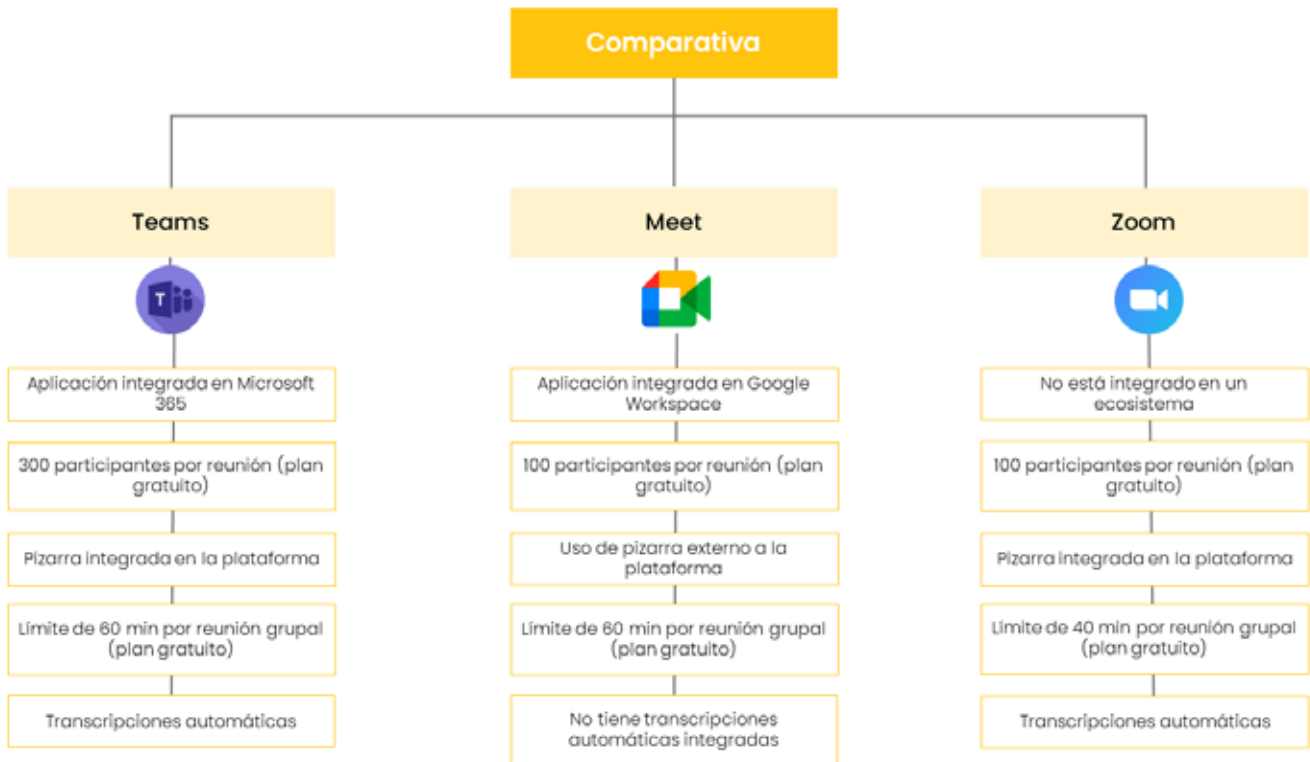 Comparativa
Teams
Meet
Zoom
T
Aplicación integrada en Microsoft
365
Aplicación integrada en Google
Workspace
No está integrado en un
ecosistema
300 participantes por reunión (plan
gratuito)
100 participantes por reunión (plan
gratuito)
100 participantes por reunión (plan
gratuito)
Pizarra integrada en la plataforma
Uso de pizarra externo a la
plataforma
Pizarra integrada en la plataforma
Límite de 60 min por reunión grupal
(plan gratuito)
Límite de 60 min por reunión grupal
(plan gratuito)
Límite de 40 min por reunión grupal
(plan gratuito)
Transcripciones automáticas
No tiene transcripciones
automáticas integradas
Transcripciones automáticas